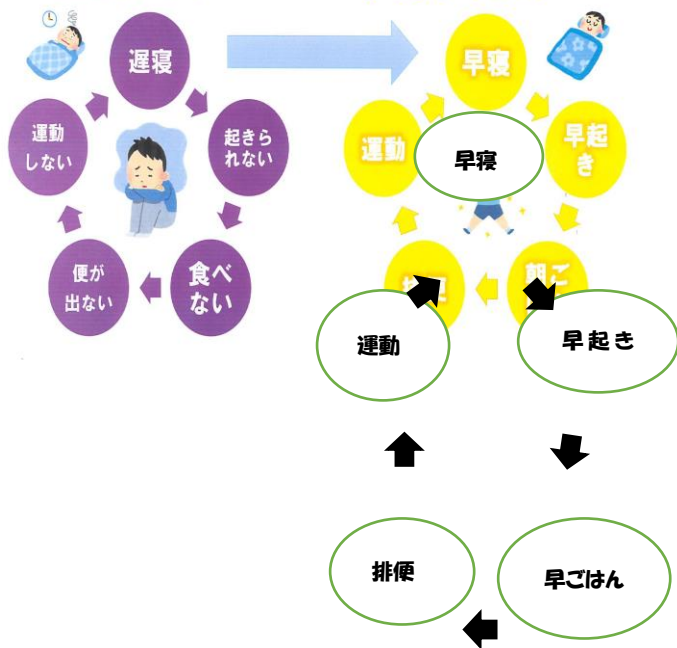 遅寝
起きら
れない
食べ
ない
便が
出ない
運動
しない
早寝
早起
き
運動
早寝
早起き
早ごはん
排便
運動